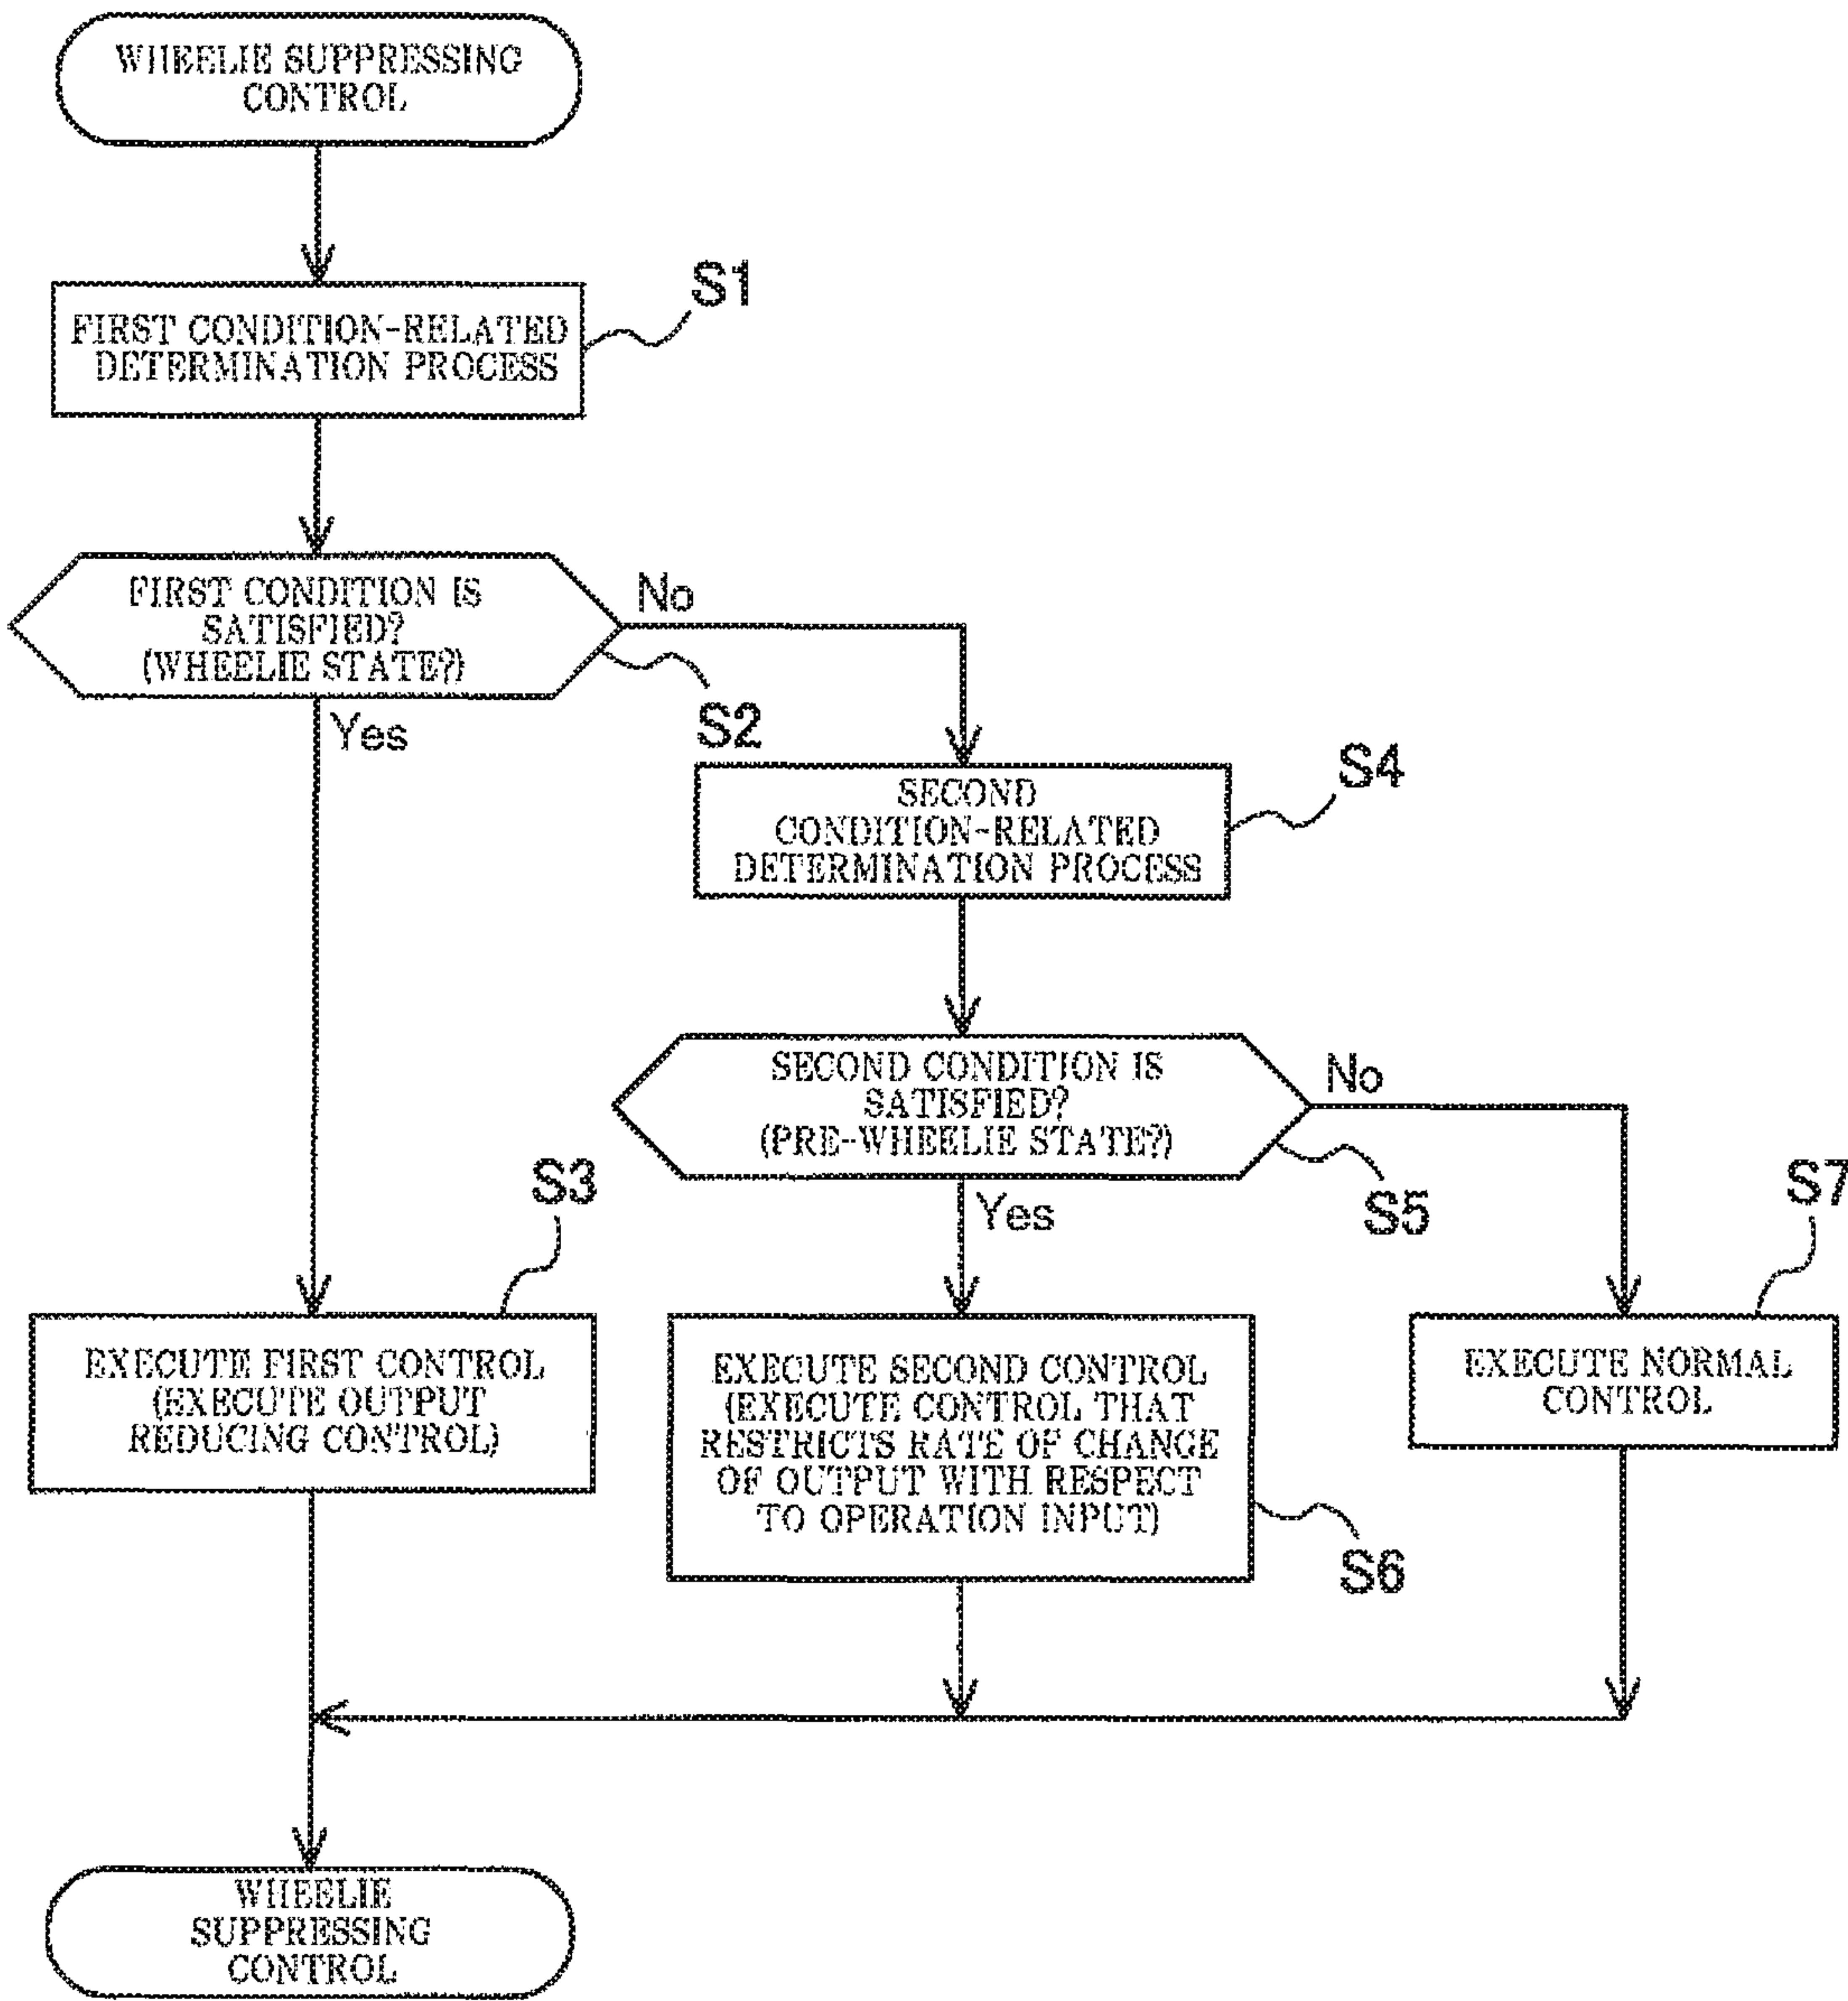 WHEELIE SUPPRESSING
CONTROL
S1
FIRST CONDITION-RELATED
DETERMINATION PROCESS
FIRST CONDITION IS
SATISFIED?
(WHEELIE STATE?)
No
S2
Yes
S4
SECOND
CONDITION-RELATED
DETERMINATION PROCESS
SECOND CONDITION IS
SATISFIED?
(PRE-WHEELIE STATE?)
No
S5
Yes
S3
S7
EXECUTE FIRST CONTROL
(EXECUTE OUTPUT
REDUCING CONTROL)
EXECUTE SECOND CONTROL
(EXECUTE CONTROL THAT
RESTRICTS RATE OF CHANGE
OF OUTPUT WITH RESPECT
TO OPERATION INPUT)
S6
EXECUTE NORMAL
CONTROL
WHEELIE
SUPPRESSING
CONTROL